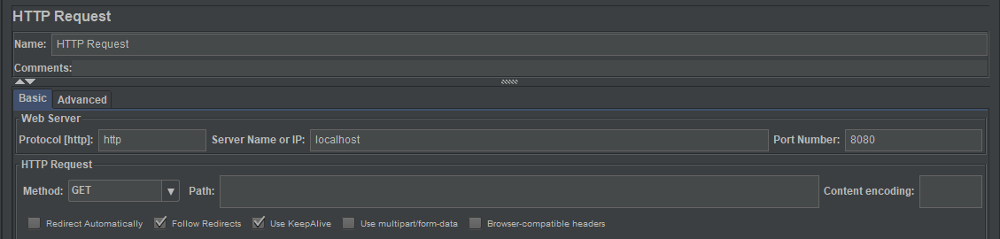 HTTP Request
Name: HTTP Request
Comments:
Basic Advanced
Web Server
Protocol [http]: http Server Name or IP: localhost Port Number: 8080
HTTP Request
Method: GET Path: Content encoding:
Redirect Automatically Follow Redirects Use KeepAlive Use multipart/form-data Browser-compatible headers